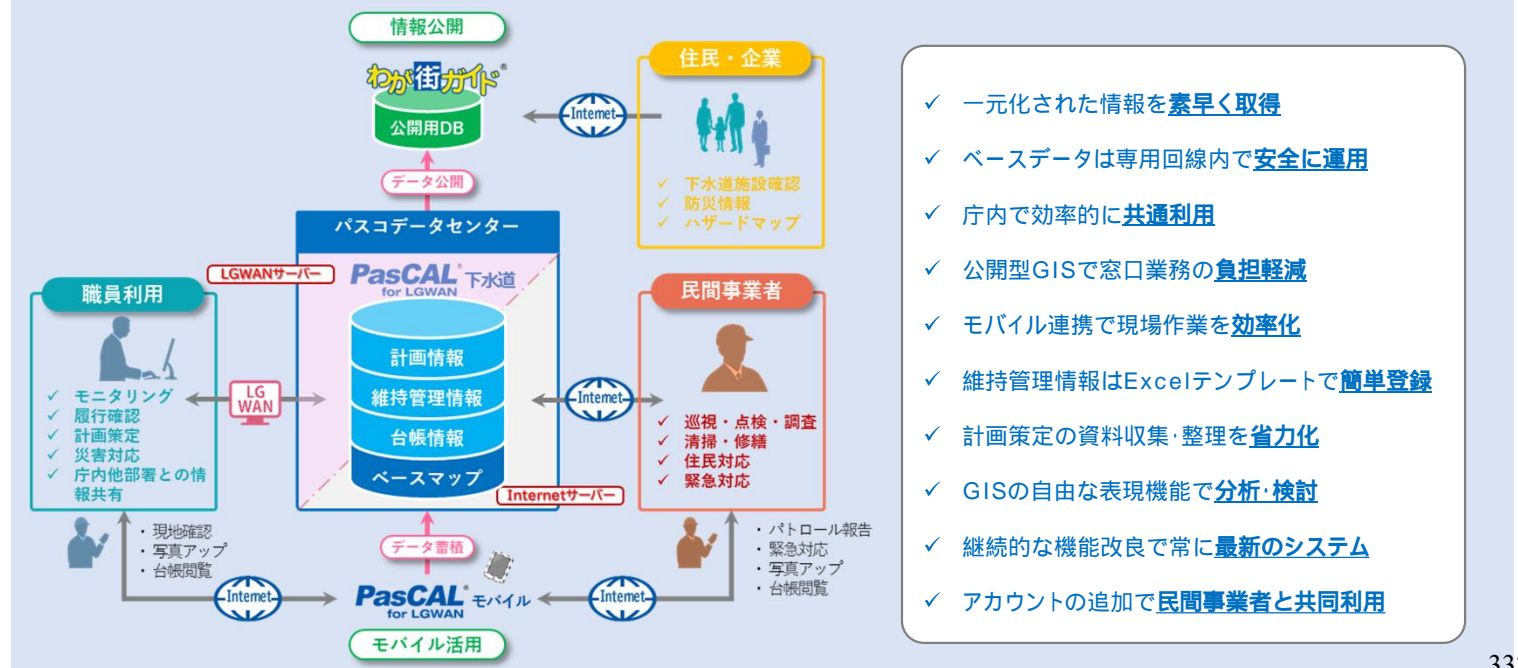 情報公開
わが街ガイド®
公開用DB
Internet
住民・企業
✓ 下水道施設確認
✓ 防災情報
✓ ハザードマップ
データ公開
パスコデータセンター
LGWANサーバー
PasCAL® 下水道
for LGWAN
計画情報
維持管理情報
台帳情報
ベースマップ
Internetサーバー
職員利用
✓ モニタリング
✓ 履行確認
✓ 計画策定
✓ 災害対応
✓ 庁内他部署との情
報共有
LG
WAN
Internet
民間事業者
✓ 巡視・点検・調査
✓ 清掃・修繕
✓ 住民対応
✓ 緊急対応
・現地確認
・写真アップ
・台帳閲覧
Internet
データ蓄積
PasCAL® モバイル
for LGWAN
モバイル活用
Internet
・パトロール報告
・緊急対応
・写真アップ
・台帳閲覧
✓ 一元化された情報を素早く取得
✓ ベースデータは専用回線内で安全に運用
✓ 庁内で効率的に共通利用
✓ 公開型GISで窓口業務の負担軽減
✓ モバイル連携で現場作業を効率化
✓ 維持管理情報はExcelテンプレートで簡単登録
✓ 計画策定の資料収集･整理を省力化
✓ GISの自由な表現機能で分析･検討
✓ 継続的な機能改良で常に最新のシステム
✓ アカウントの追加で民間事業者と共同利用